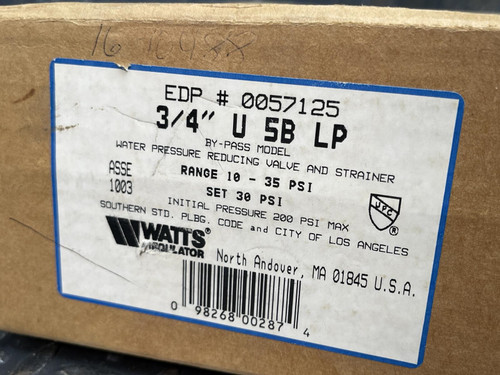 EDP # 0057125
3/4" U 5B LP
BY-PASS MODEL
WATER PRESSURE REDUCING VALVE AND STRAINER
ASSE
1003
RANGE 10 - 35 PSI
SET 30 PSI
INITIAL PRESSURE 200 PSI MAX
SOUTHERN STD. PLBG. CODE and CITY OF LOS ANGELES
UPC
®
WATTS®
REGULATOR
North Andover, MA 01845 U.S.A.
0 98268 00287 4